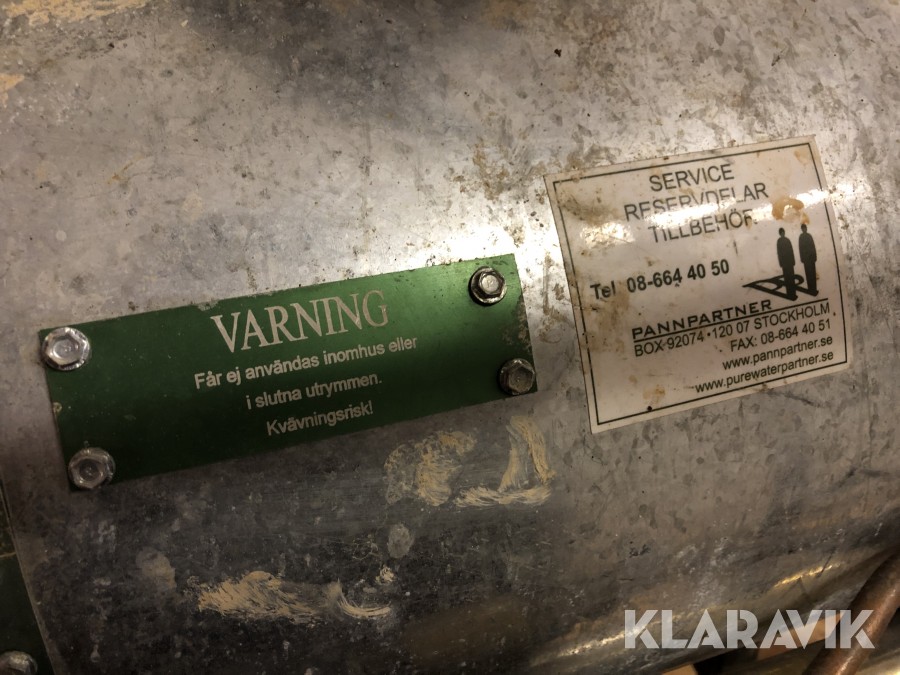 VARNING
Får ej användas inomhus eller
i slutna utrymmen.
Kvävningsrisk!
SERVICE
RESERVDELAR
TILLBEHÖR
Tel 08-664 40 50
PANNPARTNER
BOX 92074 · 120 07 STOCKHOLM
FAX: 08-664 40 51
www.pannpartner.se
www.purewaterpartner.se
KLARAVIK